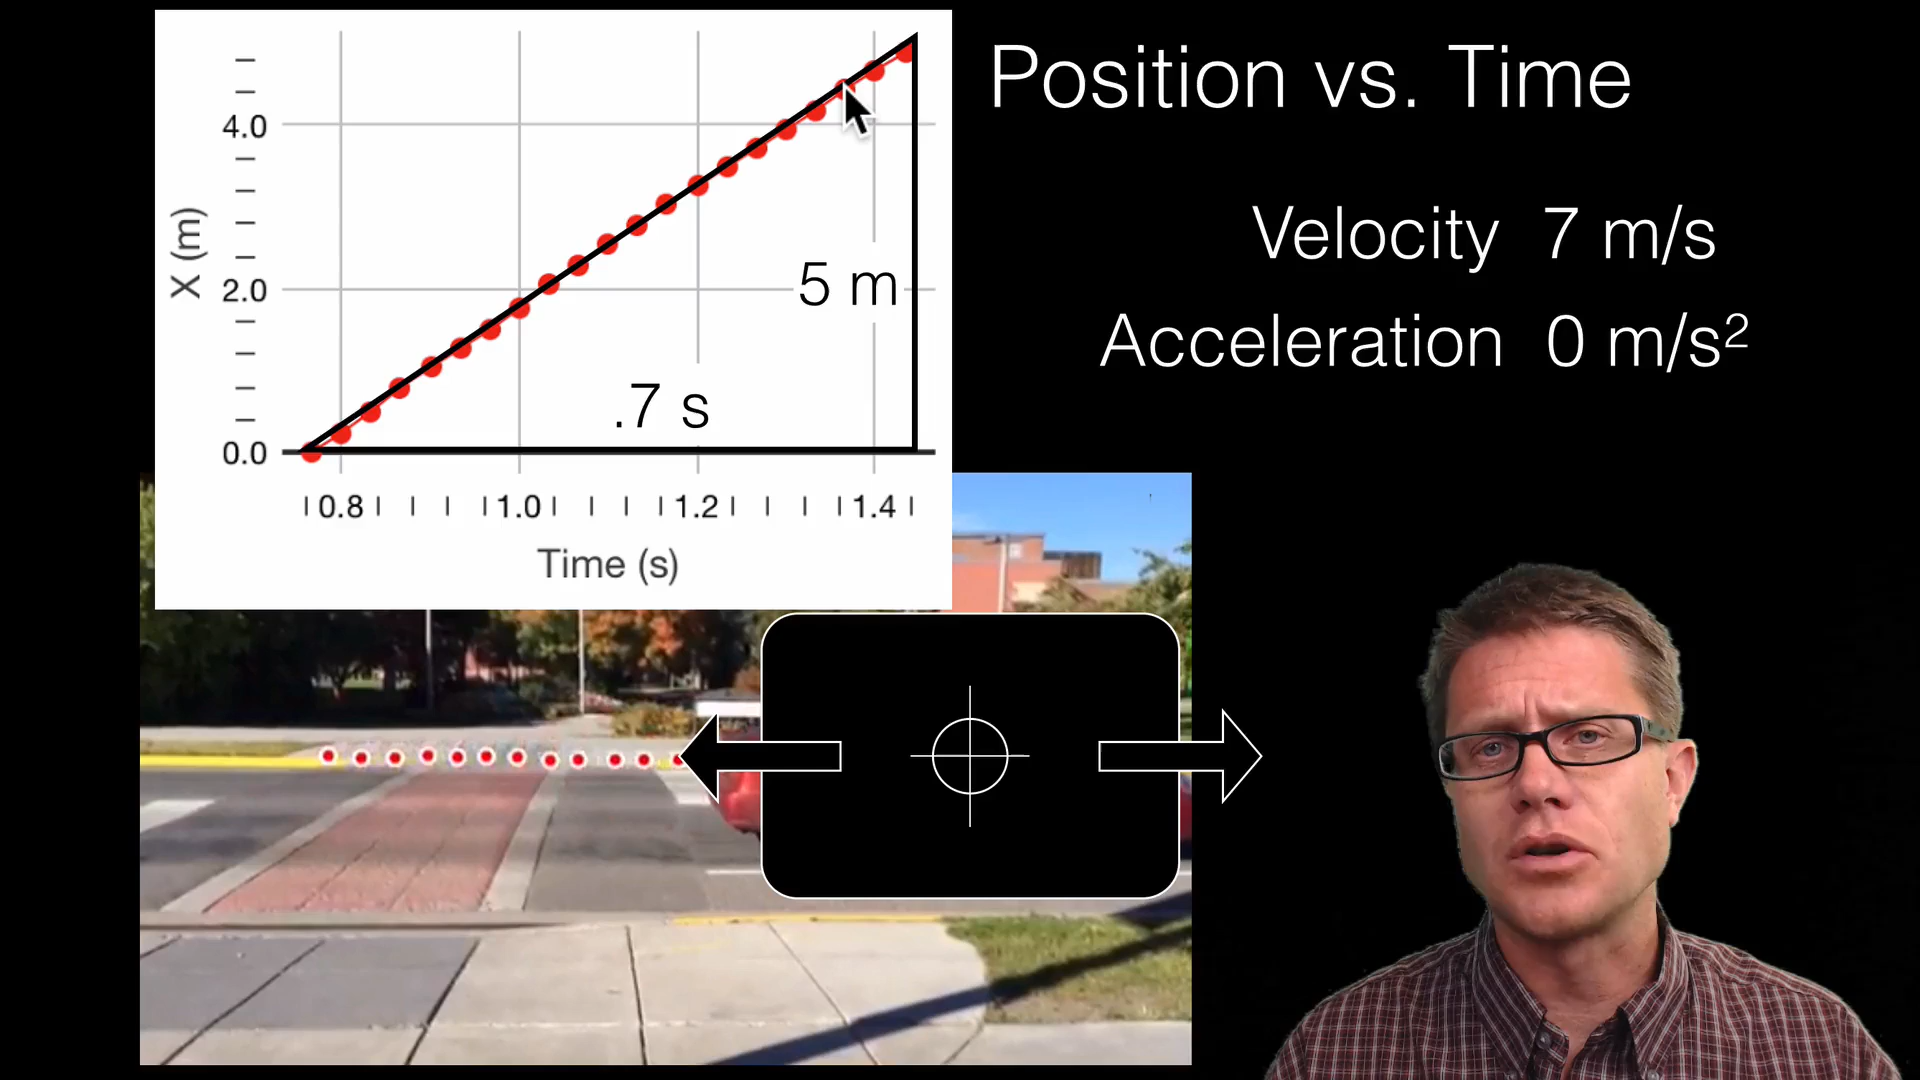 Position vs. Time
Velocity 7 m/s
Acceleration 0 m/s²
X (m)
4.0
2.0
0.0
5 m
.7 s
0.8 1.0 1.2 1.4
Time (s)